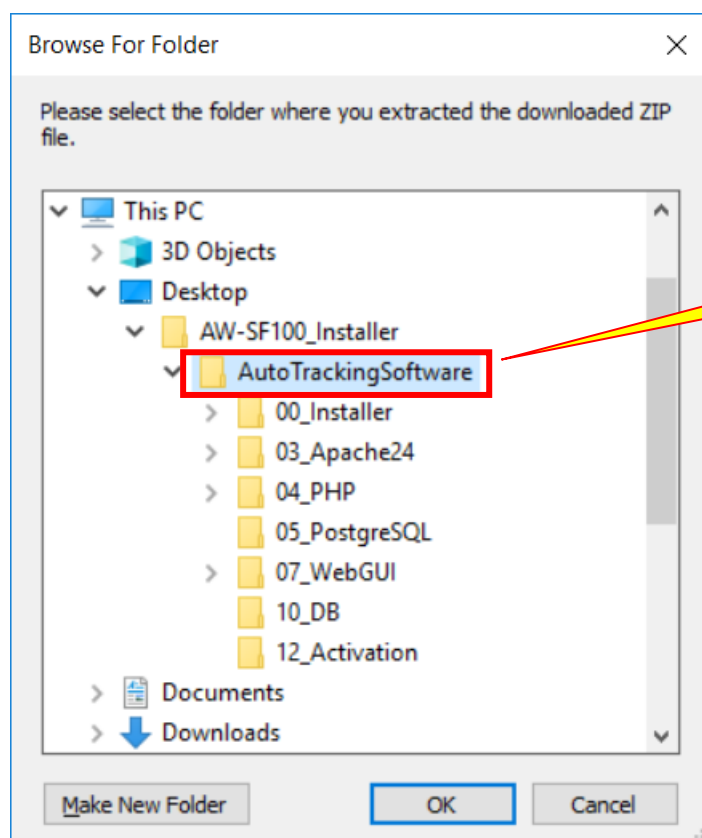 Browse For Folder
Please select the folder where you extracted the downloaded ZIP
file.
This PC
3D Objects
Desktop
AW-SF100_Installer
AutoTrackingSoftware
00_Installer
03_Apache24
04_PHP
05_PostgreSQL
07_WebGUI
10_DB
12_Activation
Documents
Downloads
Make New Folder OK Cancel